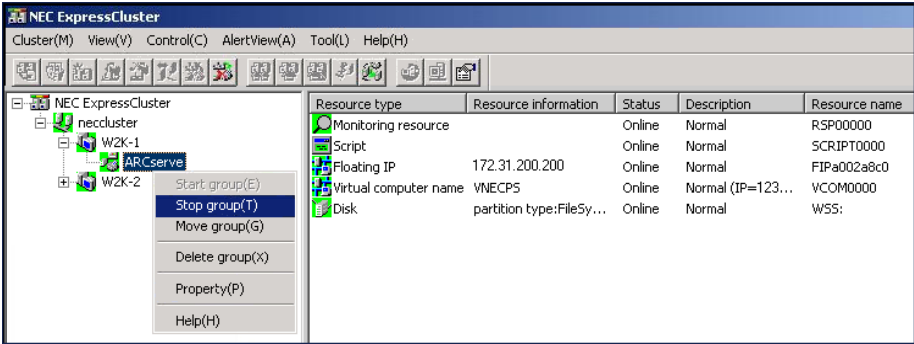 NEC ExpressCluster
Cluster(M) View(V) Control(C) AlertView(A) Tool(L) Help(H)
NEC ExpressCluster
neccluster
W2K-1
ARCserve
W2K-2
Start group(E)
Stop group(T)
Move group(G)
Delete group(X)
Property(P)
Help(H)
Resource type Resource information Status Description Resource name
Monitoring resource Online Normal RSP00000
Script Online Normal SCRIPT0000
Floating IP 172.31.200.200 Online Normal FIPa002a8c0
Virtual computer name VNECPS Online Normal (IP=123... VCOM0000
Disk partition type:FileSy... Online Normal W5S: